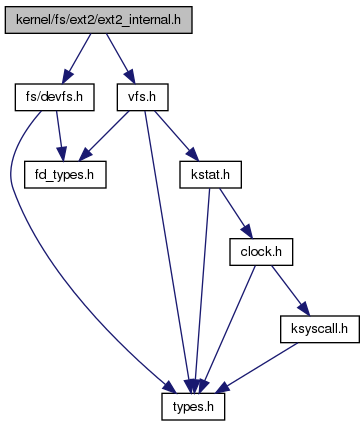 kernel/fs/ext2/ext2_internal.h
fs/devfs.h
vfs.h
fd_types.h
kstat.h
clock.h
ksyscall.h
types.h